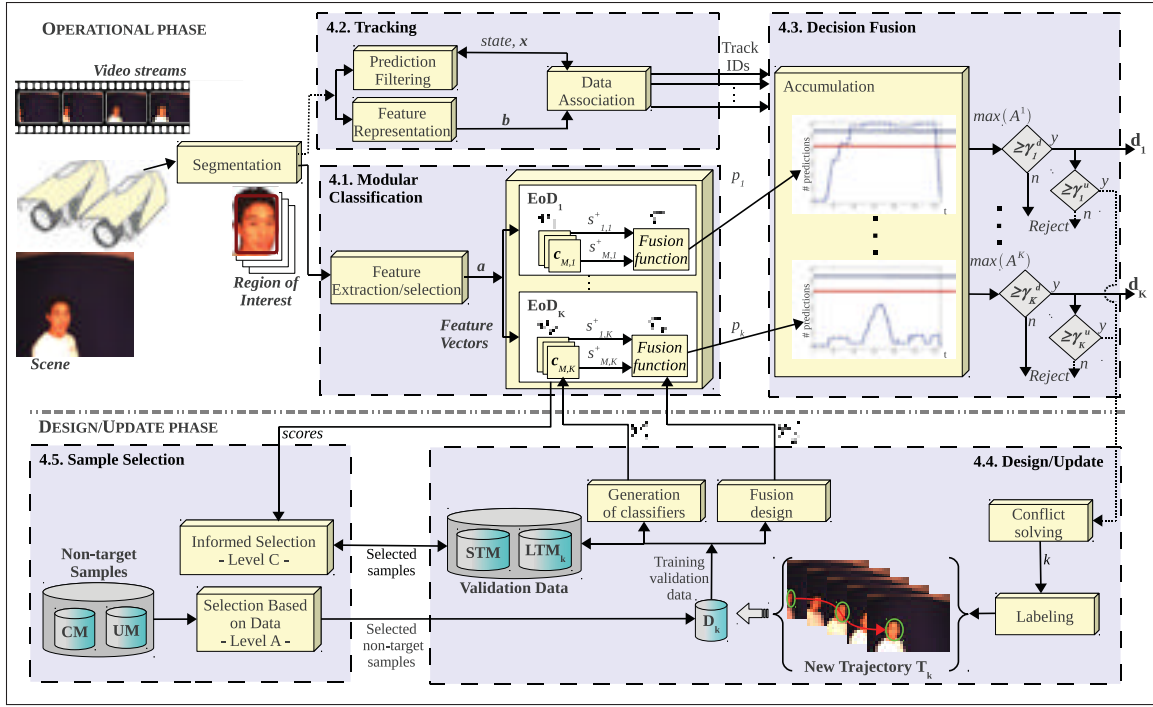 OPERATIONAL PHASE
Video streams
Segmentation
Region of
Interest
Scene
4.2. Tracking
Prediction
Filtering
Feature
Representation
state, x
b
Data
Association
Track
IDs
4.1. Modular
Classification
Feature
Extraction/selection
a
Feature
Vectors
EoD1
s+1,1
s+M,1
cM,1
Fusion
function
EoDK
s+1,K
s+M,K
cM,K
Fusion
function
p1
pk
4.3. Decision Fusion
Accumulation
# predictions
t
# predictions
t
max(A1)
≥γ1d
y
d1
n
≥γ1u
y
n
Reject
max(AK)
≥γKd
y
dK
n
≥γKu
y
n
Reject
DESIGN/UPDATE PHASE
scores
4.5. Sample Selection
Non-target
Samples
CM
UM
Informed Selection
- Level C -
Selection Based
on Data
- Level A -
Selected
samples
Selected
non-target
samples
4.4. Design/Update
Generation
of classifiers
Fusion
design
STM
LTMk
Validation Data
Training
validation
data
Dk
New Trajectory Tk
Conflict
solving
k
Labeling